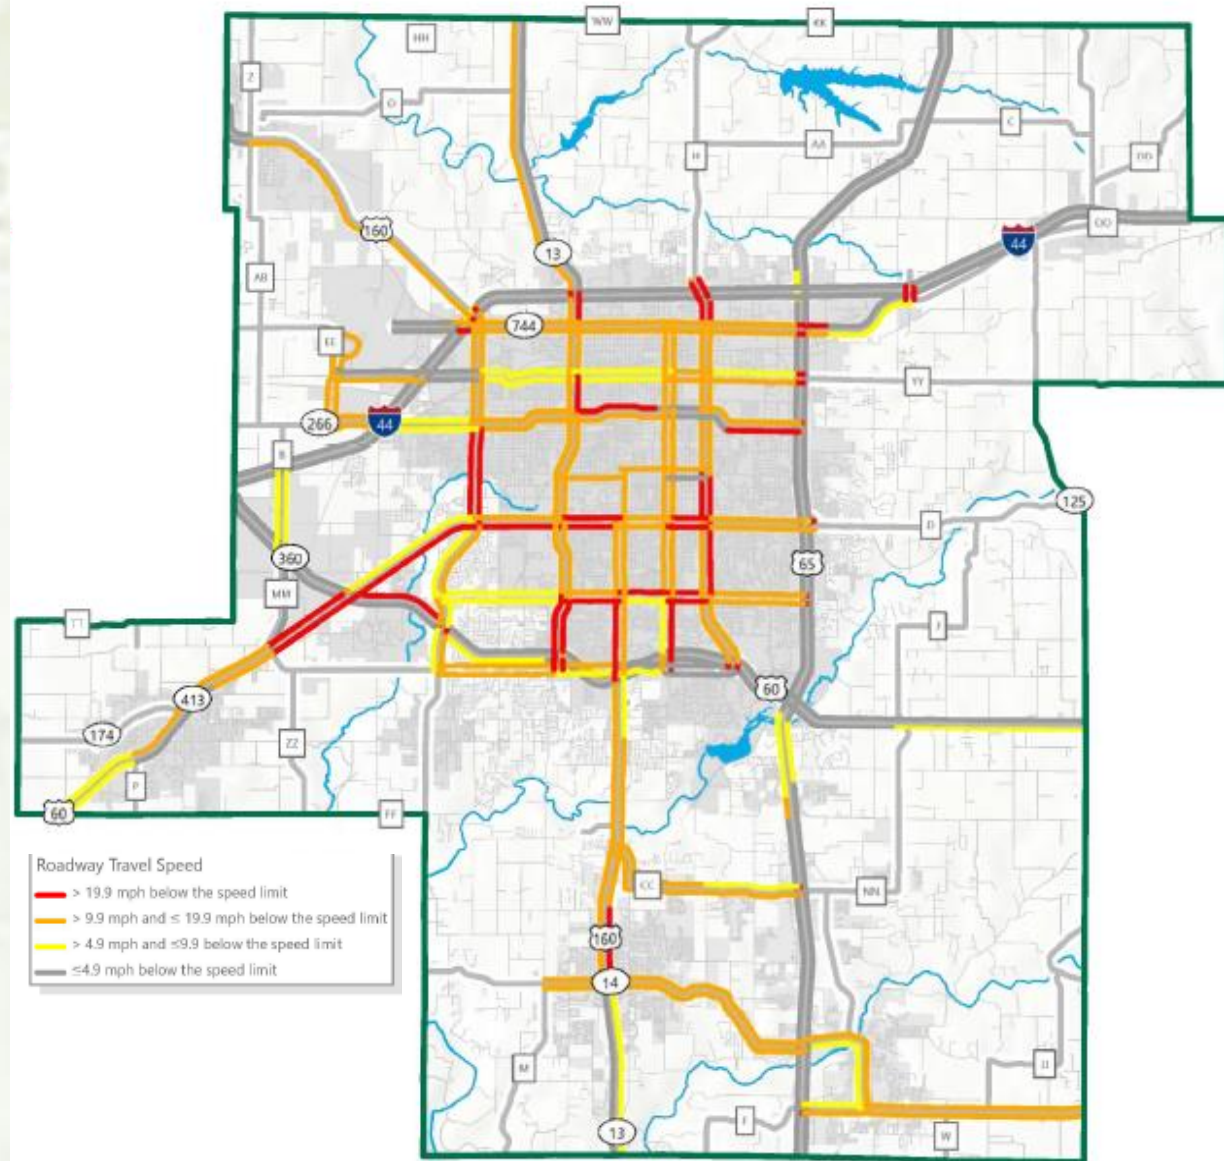 WW
KK
HH
Z
O
C
H
AA
DD
160
13
44
OO
AB
744
EE
YY
266
44
B
125
D
360
65
MM
TT
J
60
413
174
ZZ
P
60
FF
Roadway Travel Speed
> 19.9 mph below the speed limit
> 9.9 mph and ≤ 19.9 mph below the speed limit
> 4.9 mph and ≤9.9 below the speed limit
≤4.9 mph below the speed limit
CC
NN
160
14
M
13
F
W